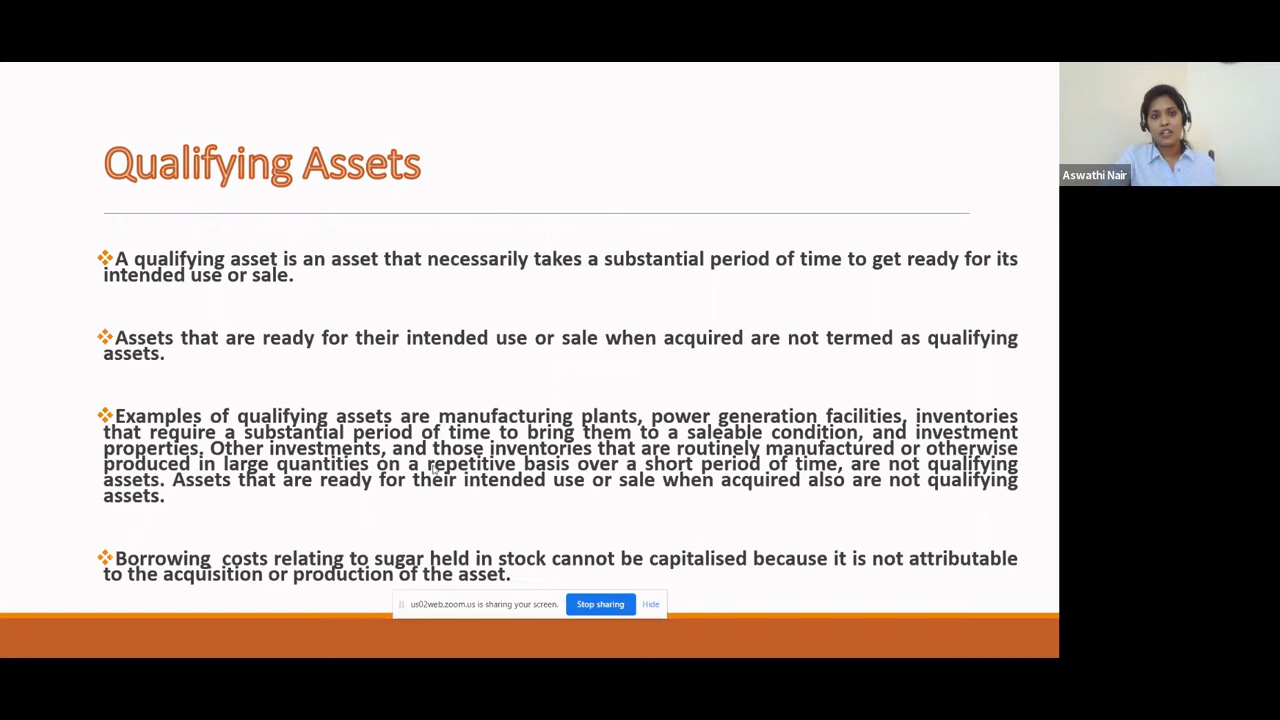 Qualifying Assets
Aswathi Nair
❖A qualifying asset is an asset that necessarily takes a substantial period of time to get ready for its
intended use or sale.
❖Assets that are ready for their intended use or sale when acquired are not termed as qualifying
assets.
❖Examples of qualifying assets are manufacturing plants, power generation facilities, inventories
that require a substantial period of time to bring them to a saleable condition, and investment
properties. Other investments, and those inventories that are routinely manufactured or otherwise
produced in large quantities on a repetitive basis over a short period of time, are not qualifying
assets. Assets that are ready for their intended use or sale when acquired also are not qualifying
assets.
❖Borrowing costs relating to sugar held in stock cannot be capitalised because it is not attributable
to the acquisition or production of the asset.
us02web.zoom.us is sharing your screen. Stop sharing Hide